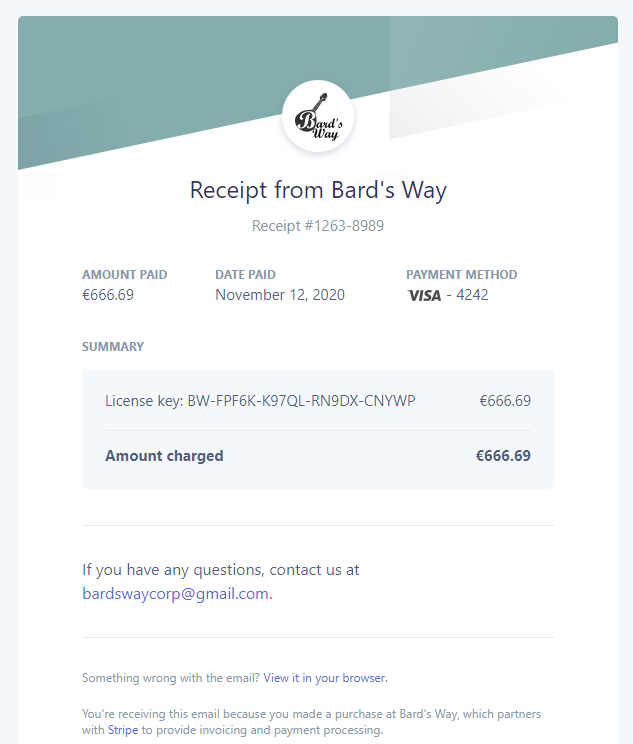 Bard's
Way
Receipt from Bard's Way
Receipt #1263-8989
AMOUNT PAID DATE PAID PAYMENT METHOD
€666.69 November 12, 2020 VISA - 4242
SUMMARY
License key: BW-FPF6K-K97QL-RN9DX-CNYWP €666.69
Amount charged €666.69
If you have any questions, contact us at
bardswaycorp@gmail.com.
Something wrong with the email? View it in your browser.
You're receiving this email because you made a purchase at Bard's Way, which partners
with Stripe to provide invoicing and payment processing.